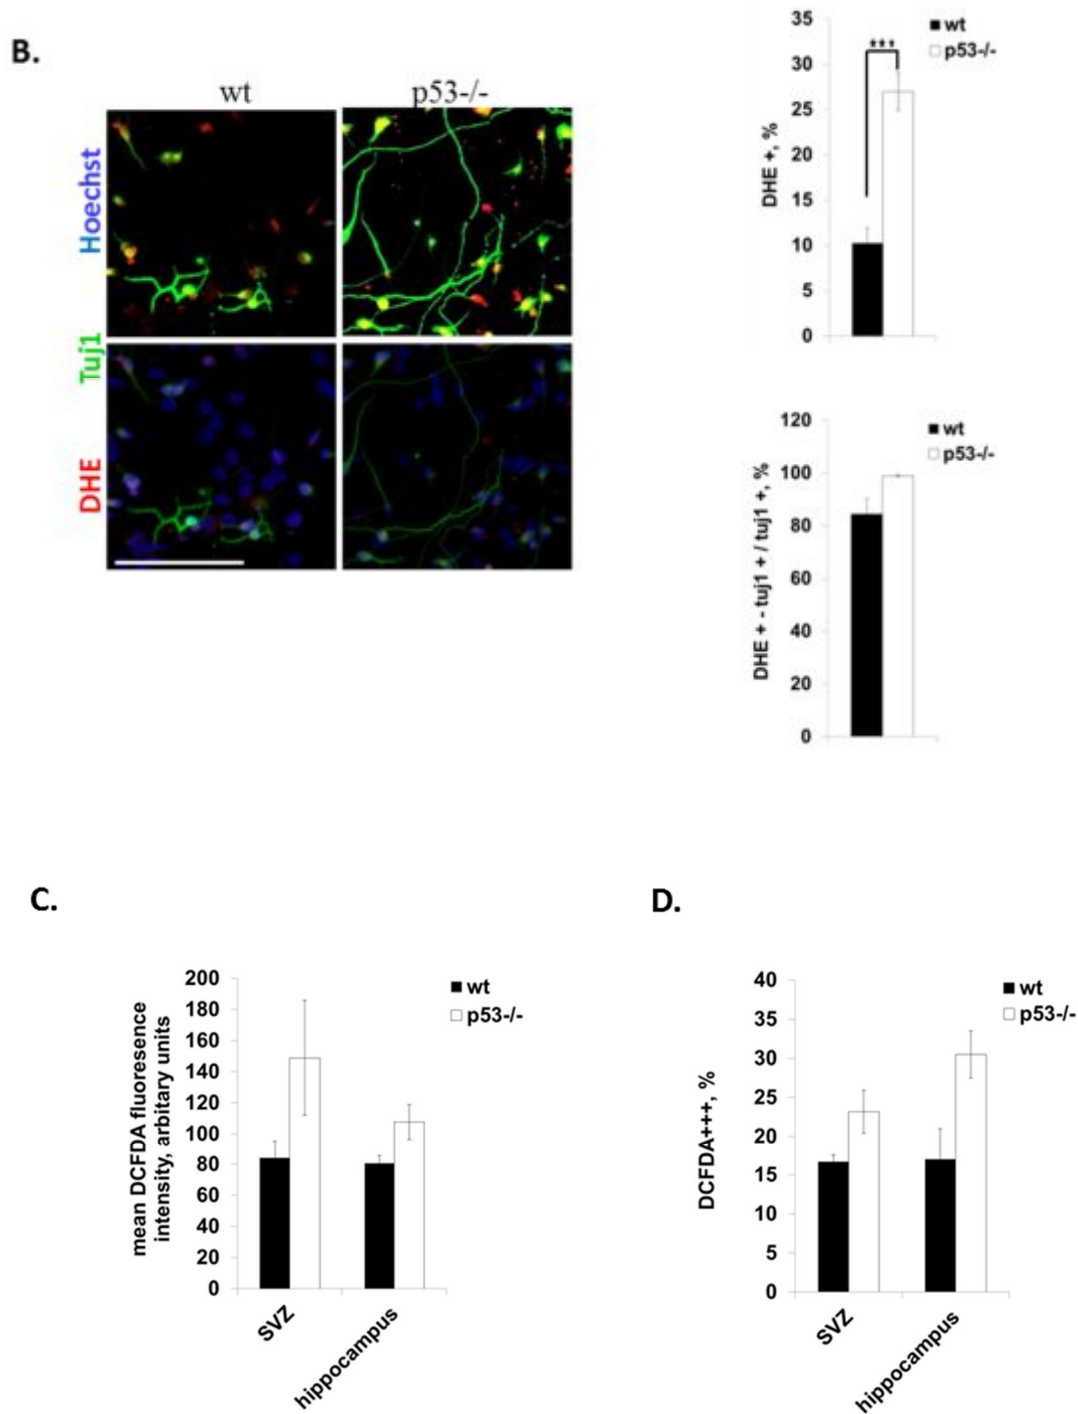 B.
wt
p53-/-
Hoechst
Tuj1
DHE
35
30
25
20
15
10
5
0
DHE +, %
***
wt
p53-/-
120
100
80
60
40
20
0
DHE + - tuj1 + / tuj1 +, %
wt
p53-/-
C.
200
180
160
140
120
100
80
60
40
20
0
mean DCFDA fluoresence
intensity, arbitary units
wt
p53-/-
SVZ
hippocampus
D.
40
35
30
25
20
15
10
5
0
DCFDA+++, %
wt
p53-/-
SVZ
hippocampus